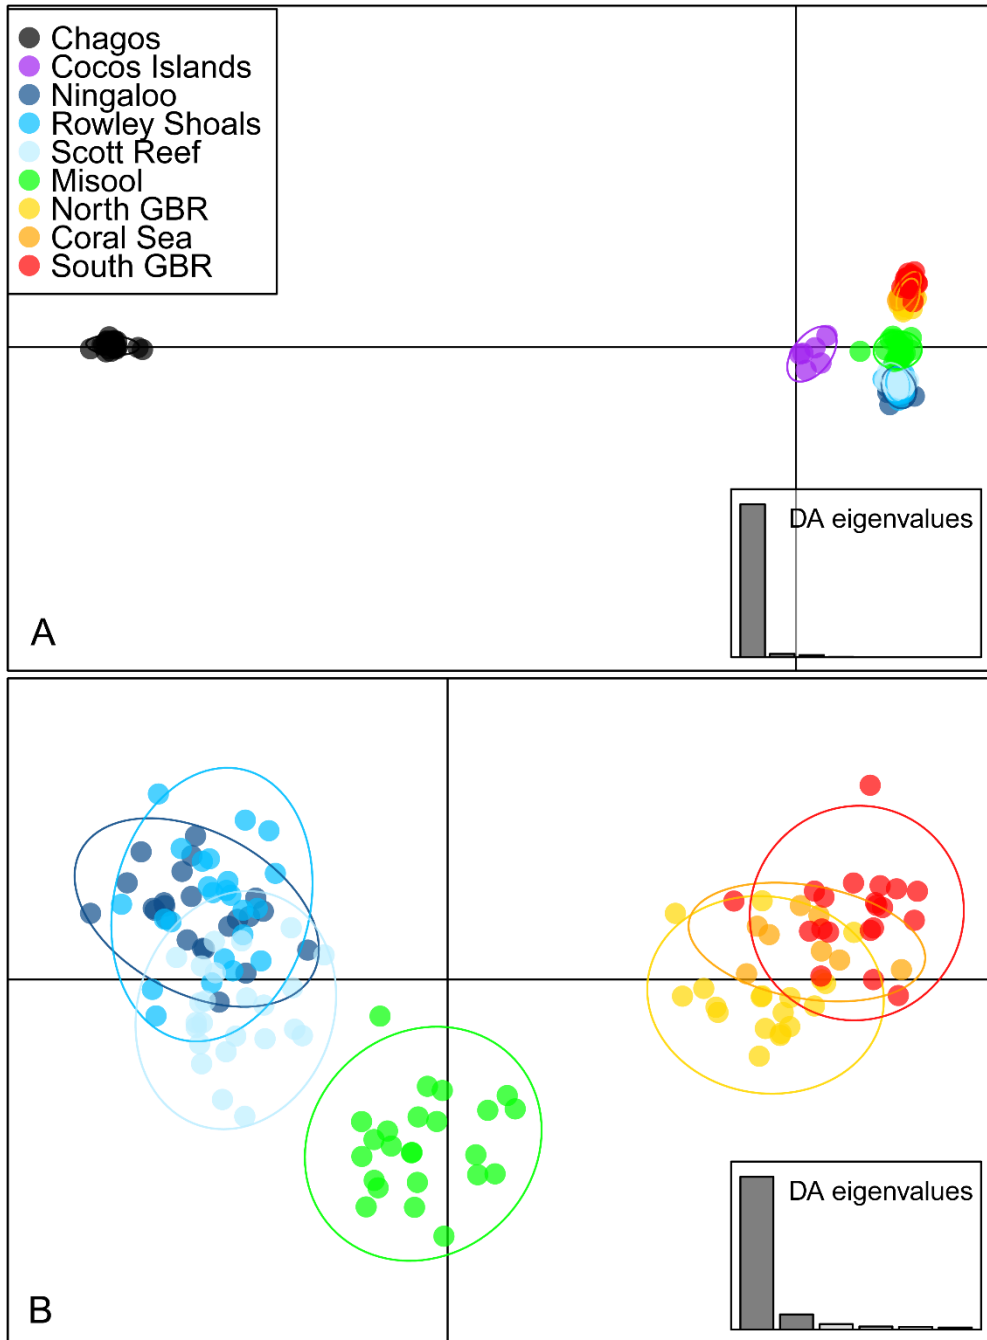 Chagos
Cocos Islands
Ningaloo
Rowley Shoals
Scott Reef
Misool
North GBR
Coral Sea
South GBR
DA eigenvalues
A
DA eigenvalues
B